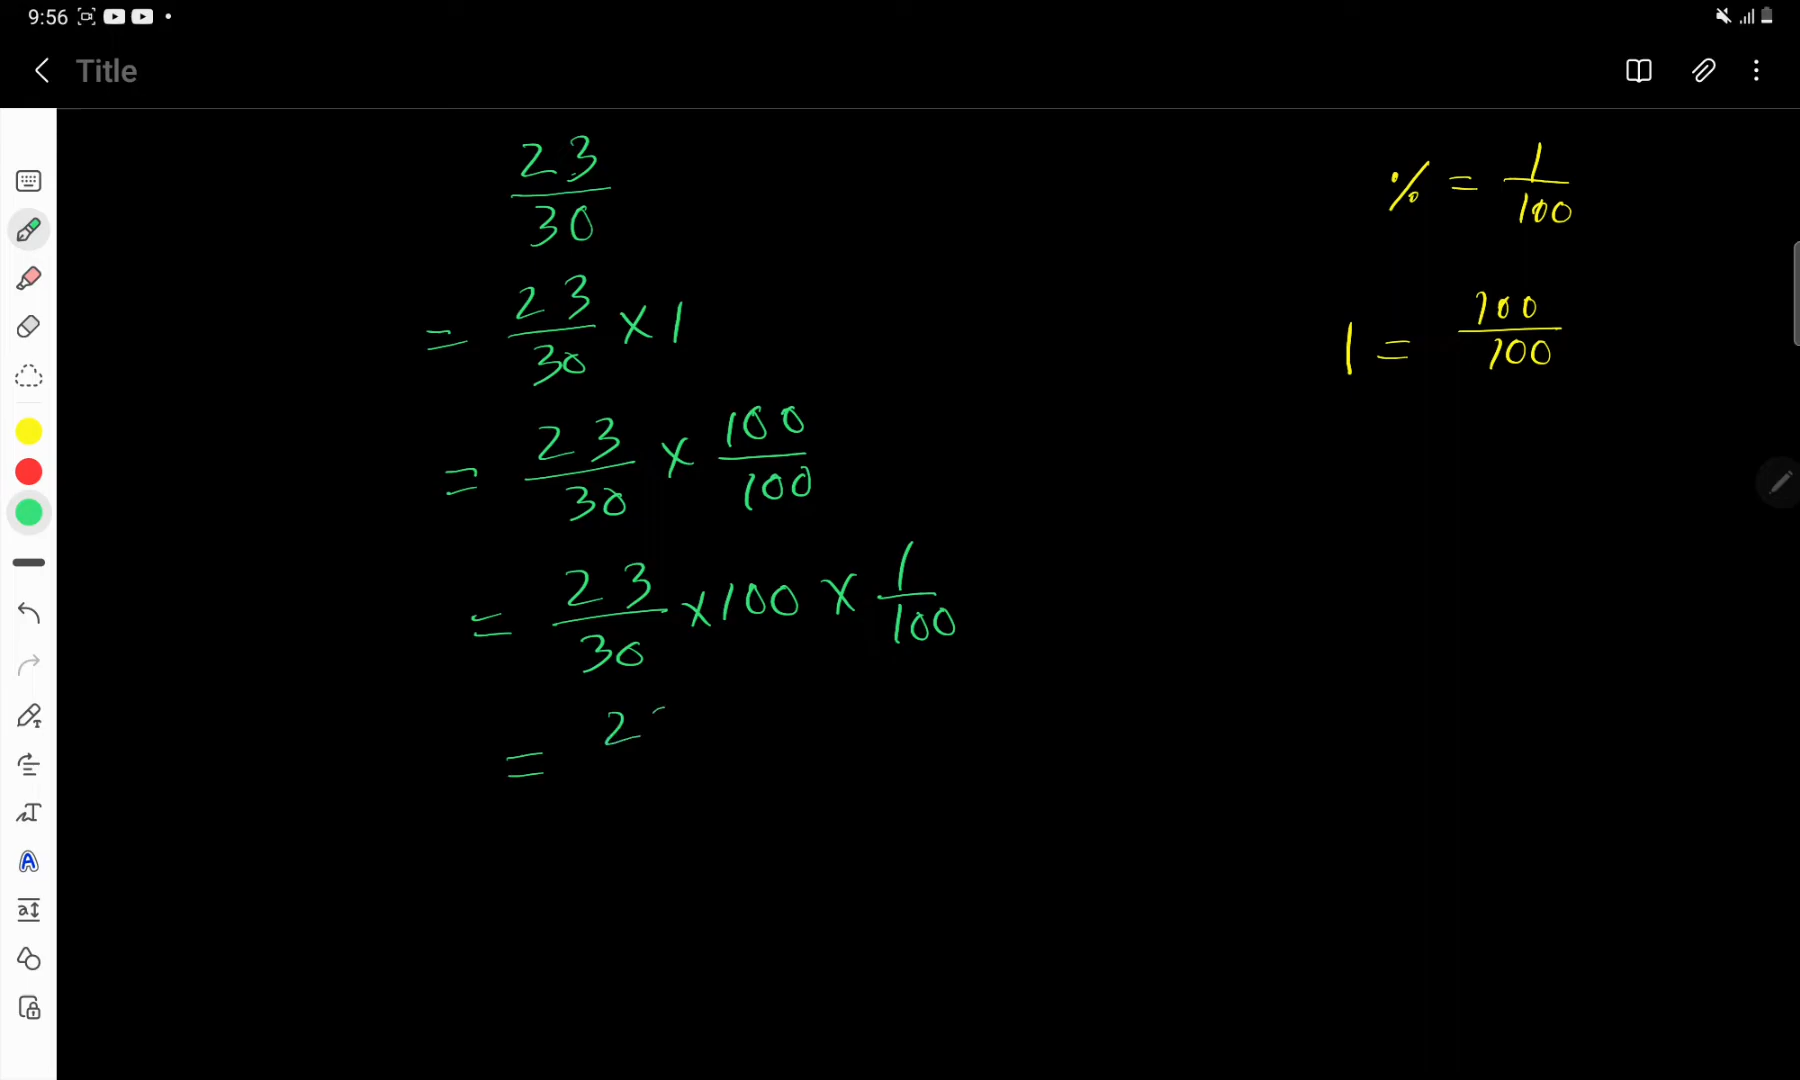 9:56
Title
23/30
% = 1/100
= 23/30 × 1
1 = 100/100
= 23/30 × 100/100
= 23/30 × 100 × 1/100
= 2